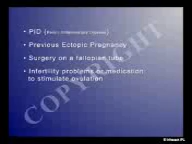 • PID (Pelvic Inflammatory Disease)
• Previous Ectopic Pregnancy
• Surgery on a fallopian tube
• Infertility problems or medication
to stimulate ovulation
COPYRIGHT